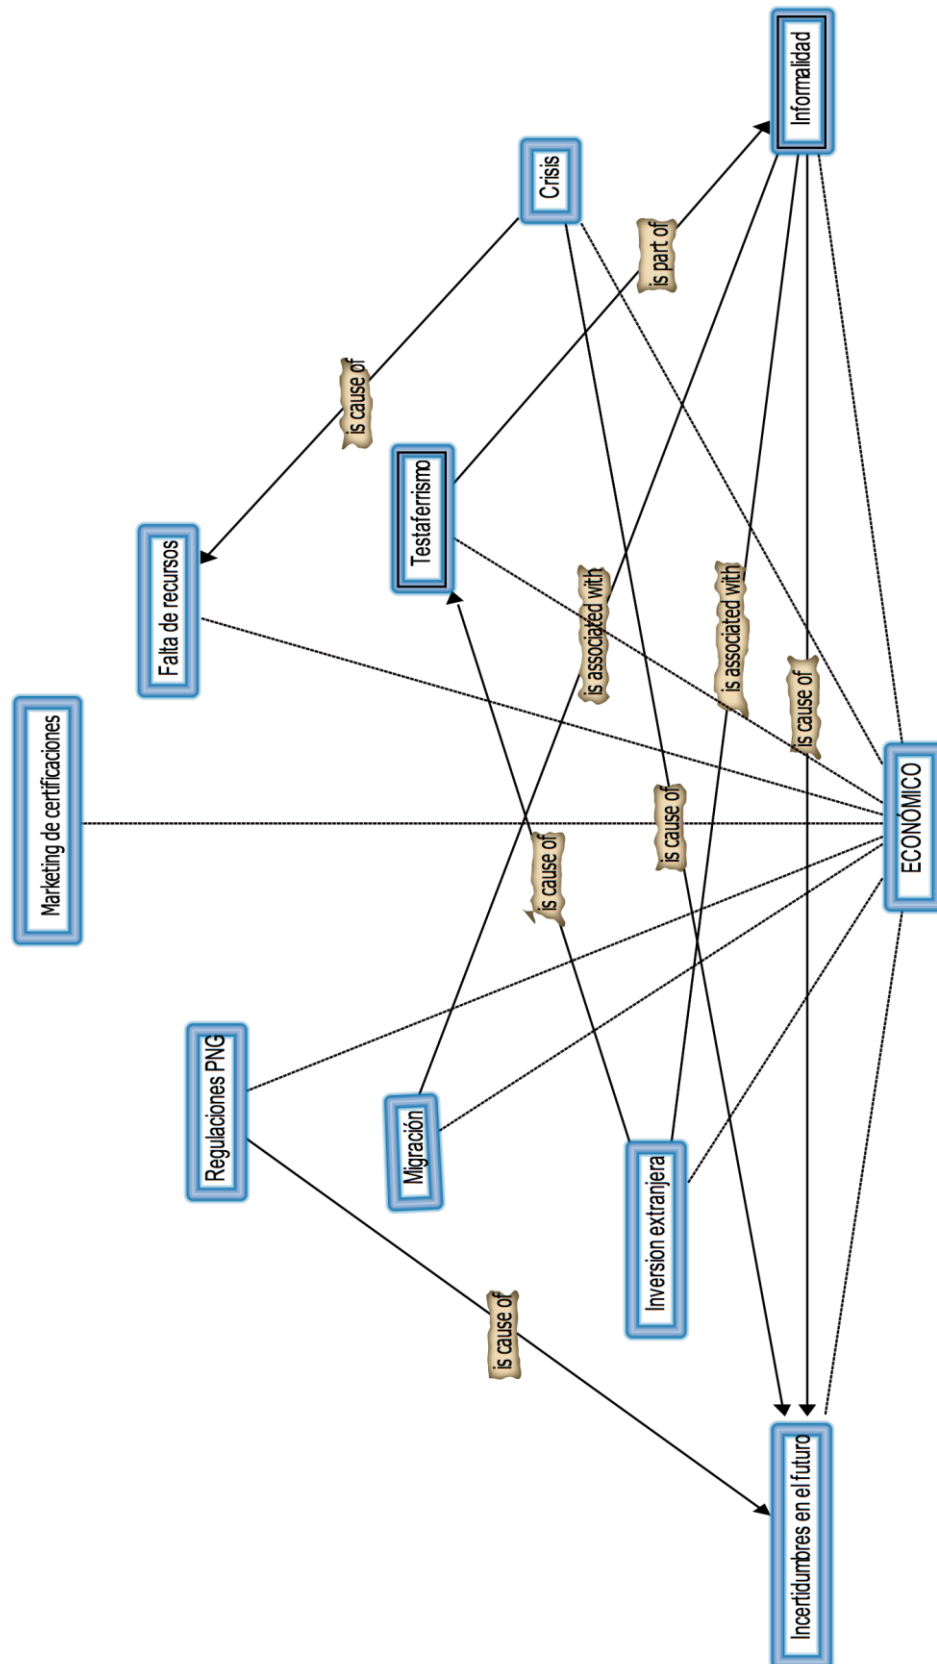 Marketing de certificaciones
Falta de recursos
Regulaciones PNG
is cause of
Migración
Testaferrismo
is cause of
is cause of
Crisis
is associated with
Inversion extranjera
is cause of
is part of
is associated with
Incertidumbres en el futuro
is cause of
Informalidad
ECONÓMICO